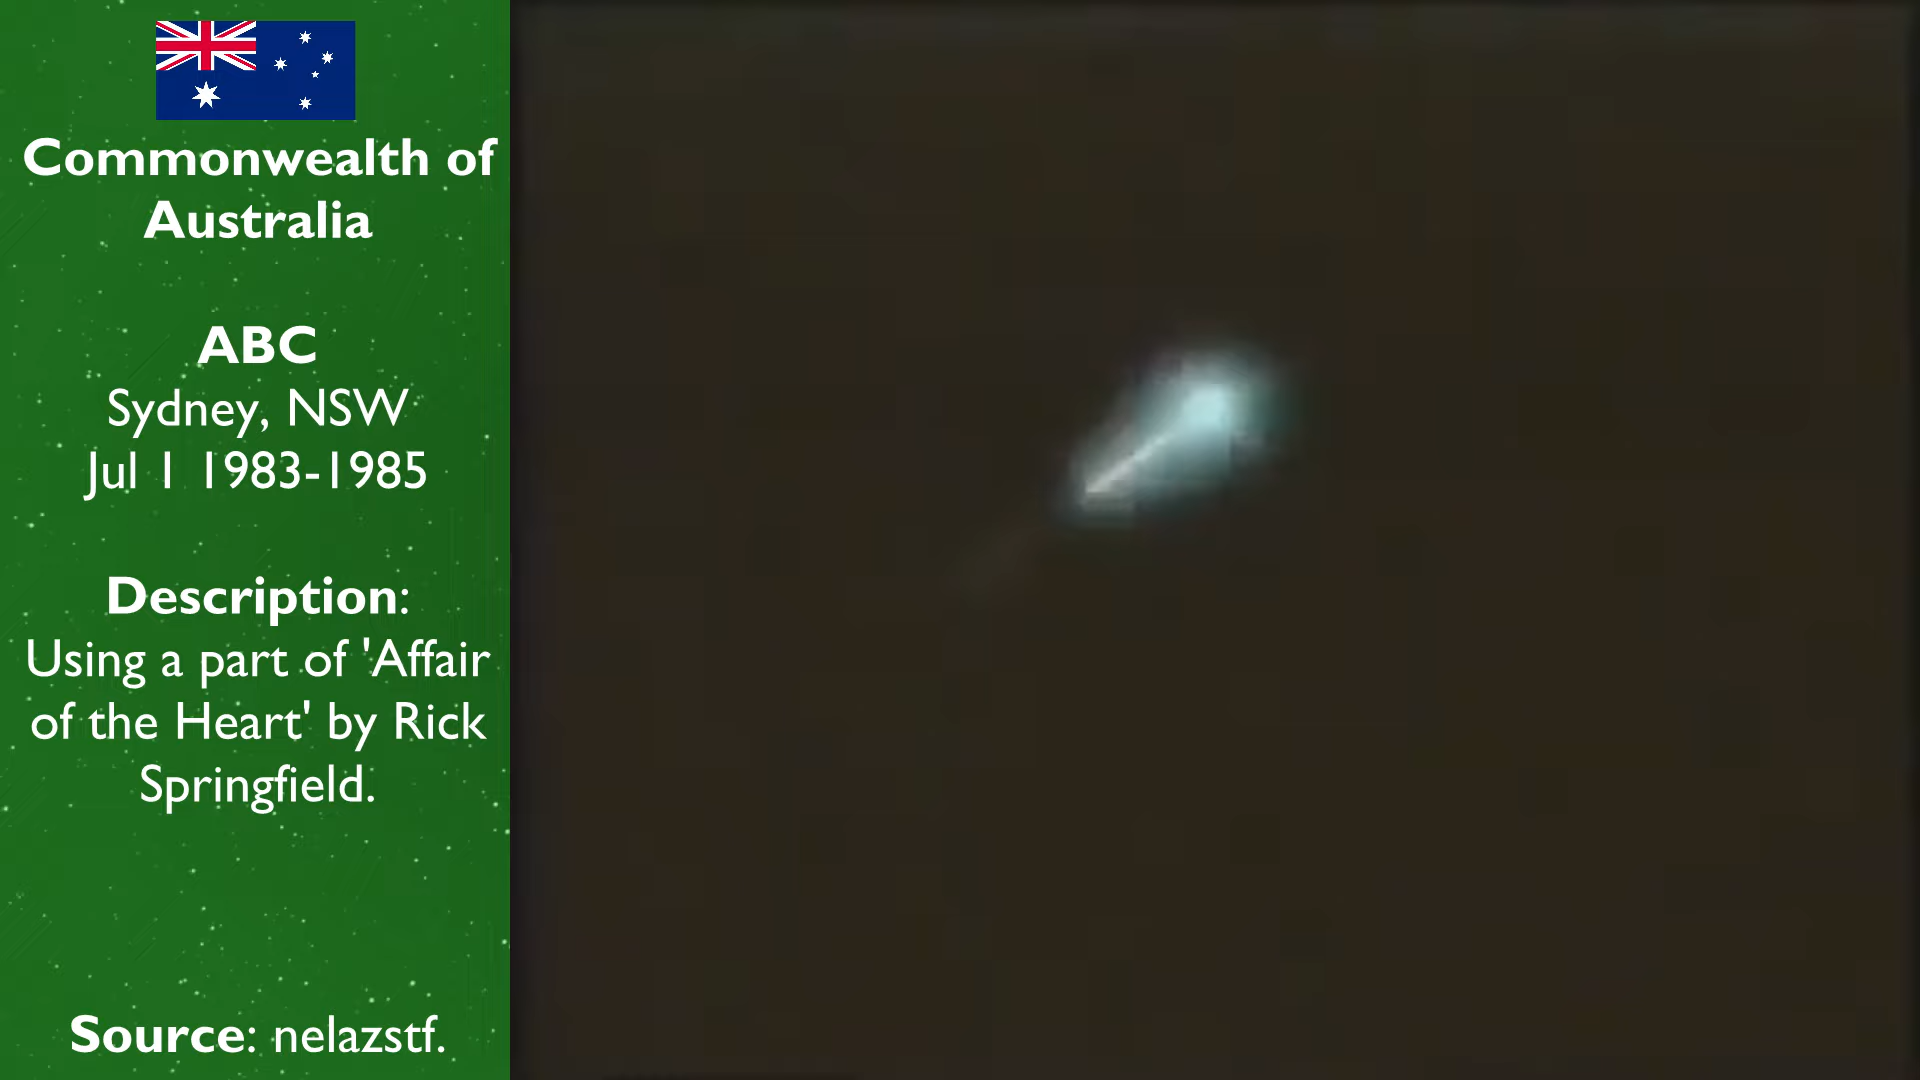 Commonwealth of
Australia
ABC
Sydney, NSW
Jul 1 1983-1985
Description:
Using a part of 'Affair
of the Heart' by Rick
Springfield.
Source: nelazstf.